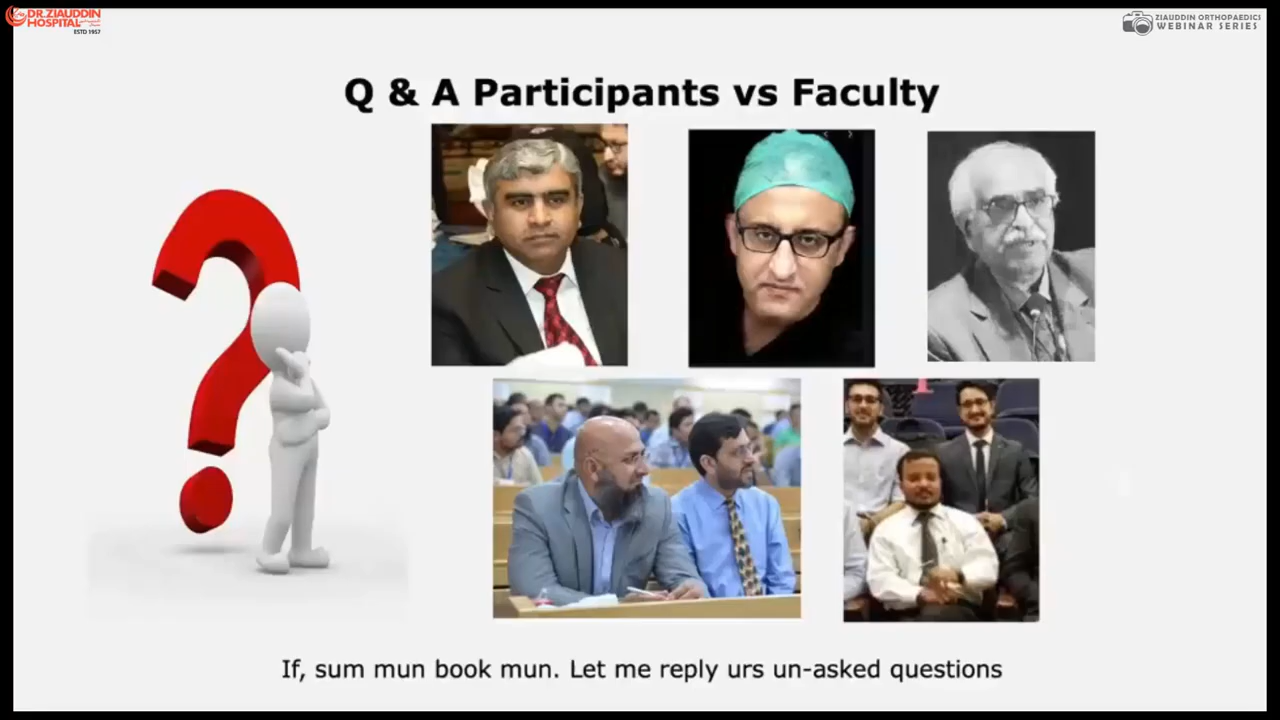 DR.ZIAUDDIN
HOSPITAL
ESTD 1957
ZIAUDDIN ORTHOPAEDICS
WEBINAR SERIES
Q & A Participants vs Faculty
If, sum mun book mun. Let me reply urs un-asked questions